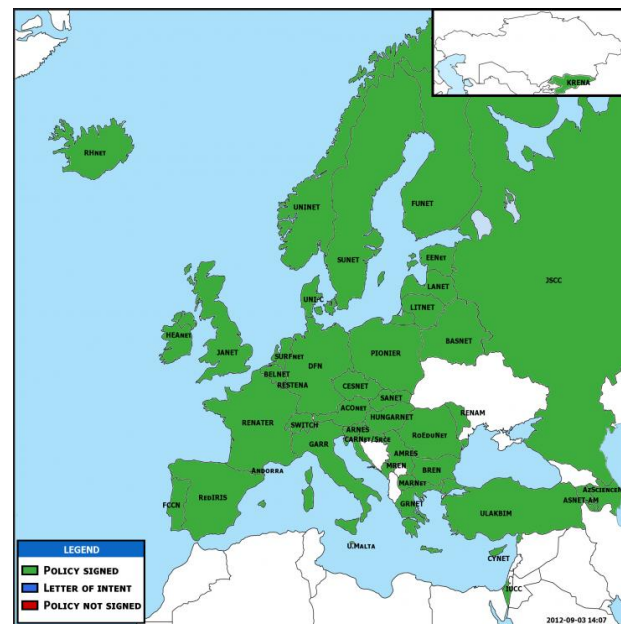 KRENA
RHNET
UNINET
FUNET
SUNET
EENET
JSCC
LANET
UNI-C
LITNET
HEANET
JANET
SURFNET
BASNET
DFN
PIONIER
BELNET
RESTENA
CESNET
SANET
ACONET
RENAM
HUNGARNET
RENATER
SWITCH
ARNES
ROEDUNET
CARNET/SRCE
GARR
AMRES
MREN
BREN
ANDORRA
MARNET
AZSCIENCEN
ASNET-AM
FCCN
REDIRIS
GRNET
ULAKBIM
U.MALTA
CYNET
IUCC
LEGEND
POLICY SIGNED
LETTER OF INTENT
POLICY NOT SIGNED
2012-09-03 14:07